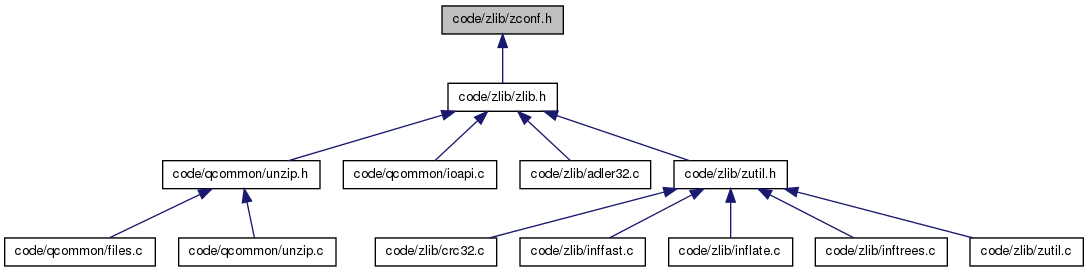 code/zlib/zconf.h
code/zlib/zlib.h
code/qcommon/unzip.h
code/qcommon/ioapi.c
code/zlib/adler32.c
code/zlib/zutil.h
code/qcommon/files.c
code/qcommon/unzip.c
code/zlib/crc32.c
code/zlib/inffast.c
code/zlib/inflate.c
code/zlib/inftrees.c
code/zlib/zutil.c